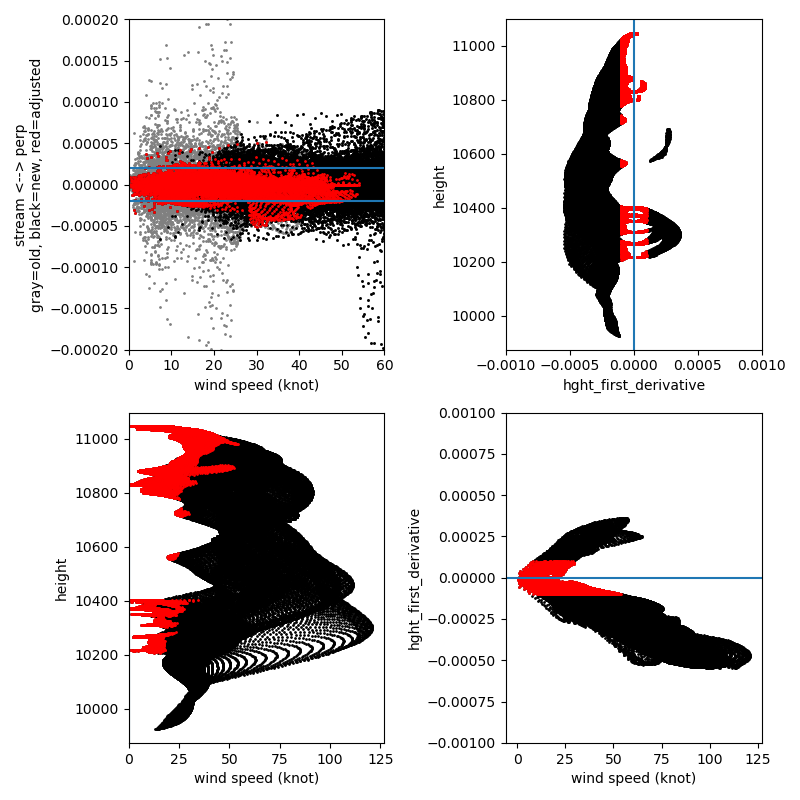 0.00020
0.00015
0.00010
0.00005
0.00000
−0.00005
−0.00010
−0.00015
−0.00020
stream <--> perp
gray=old, black=new, red=adjusted
0 10 20 30 40 50 60
wind speed (knot)
11000
10800
10600
10400
10200
10000
height
−0.0010 −0.0005 0.0000 0.0005 0.0010
hght_first_derivative
11000
10800
10600
10400
10200
10000
height
0 25 50 75 100 125
wind speed (knot)
0.00100
0.00075
0.00050
0.00025
0.00000
−0.00025
−0.00050
−0.00075
−0.00100
hght_first_derivative
0 25 50 75 100 125
wind speed (knot)